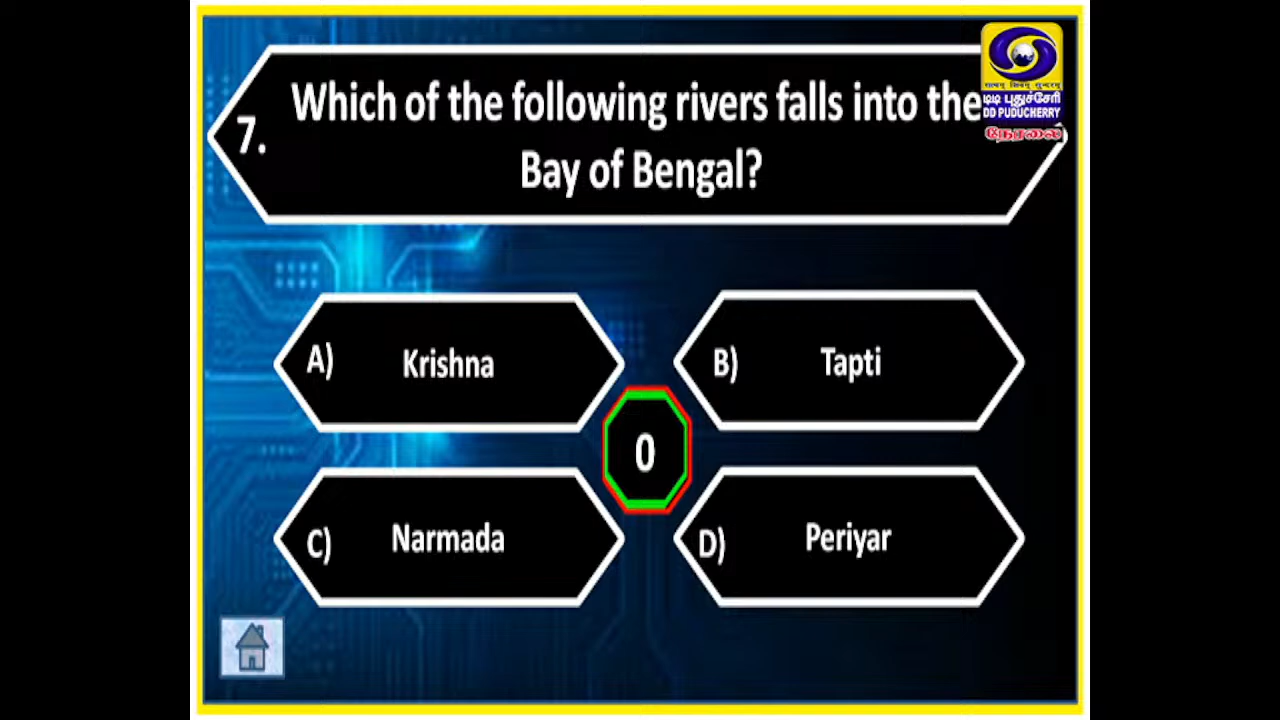 Which of the following rivers falls into the
7.
Bay of Bengal?
டிடி புதுச்சேரி
DD PUDUCHERRY
நேரலை
A) Krishna
B) Tapti
0
C) Narmada
D) Periyar